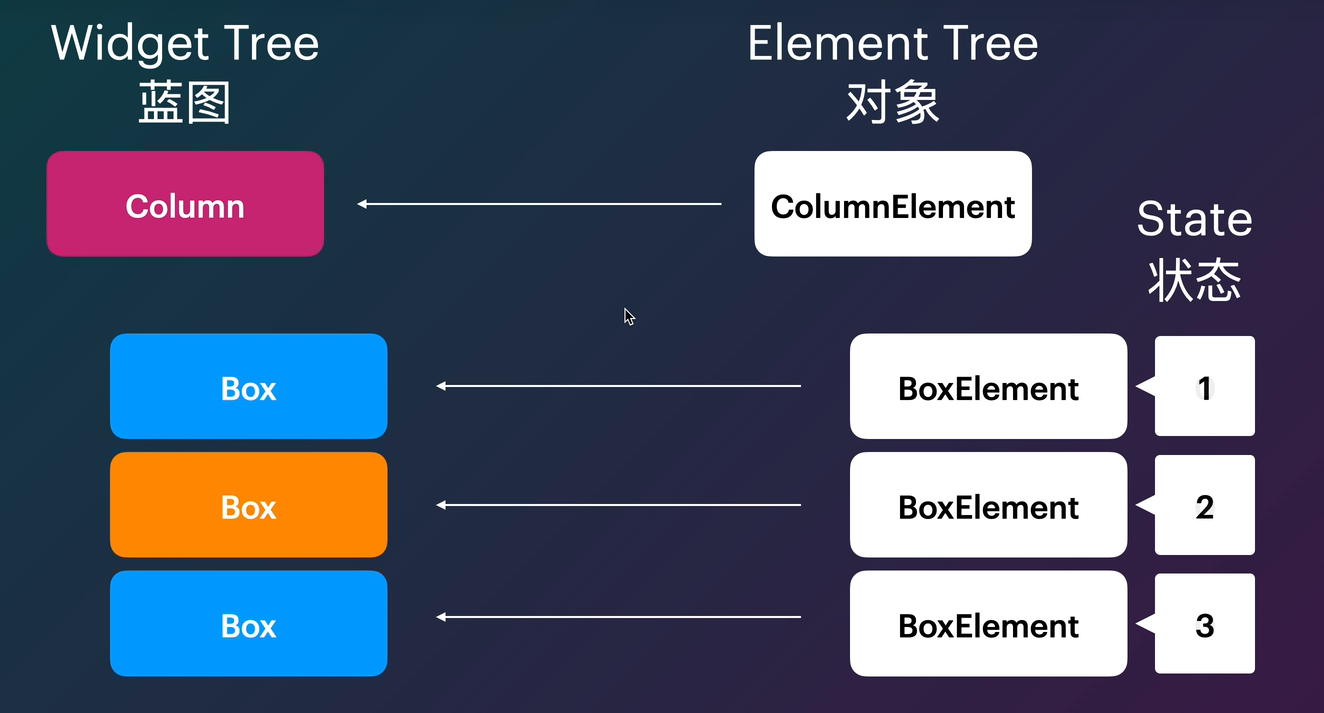 Widget Tree
蓝图
Element Tree
对象
Column
ColumnElement
State
状态
Box
BoxElement
1
Box
BoxElement
2
Box
BoxElement
3